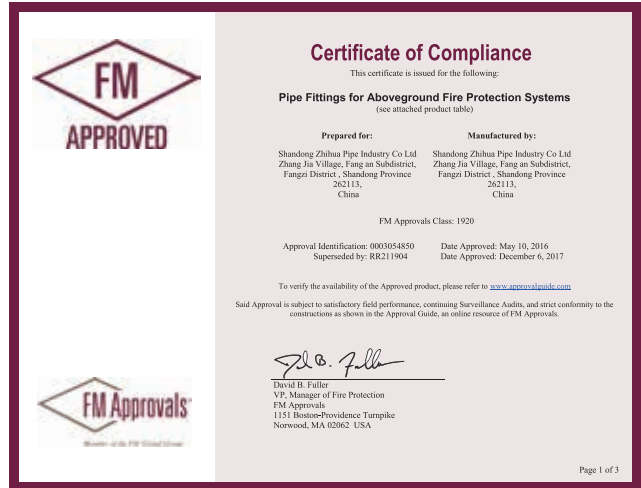 FM
APPROVED
Certificate of Compliance
This certificate is issued for the following:
Pipe Fittings for Aboveground Fire Protection Systems
(see attached product table)
Prepared for:
Shandong Zhihua Pipe Industry Co Ltd
Zhang Jia Village, Fang an Subdistrict,
Fangzi District , Shandong Province
262113,
China
Manufactured by:
Shandong Zhihua Pipe Industry Co Ltd
Zhang Jia Village, Fang an Subdistrict,
Fangzi District , Shandong Province
262113,
China
FM Approvals Class: 1920
Approval Identification: 0003054850 Date Approved: May 10, 2016
Superseded by: RR211904 Date Approved: December 6, 2017
To verify the availability of the Approved product, please refer to www.approvalguide.com
Said Approval is subject to satisfactory field performance, continuing Surveillance Audits, and strict conformity to the
constructions as shown in the Approval Guide, an online resource of FM Approvals.
David B. Fuller
VP, Manager of Fire Protection
FM Approvals
1151 Boston-Providence Turnpike
Norwood, MA 02062 USA
FM Approvals
Member of the FM Global Group
Page 1 of 3